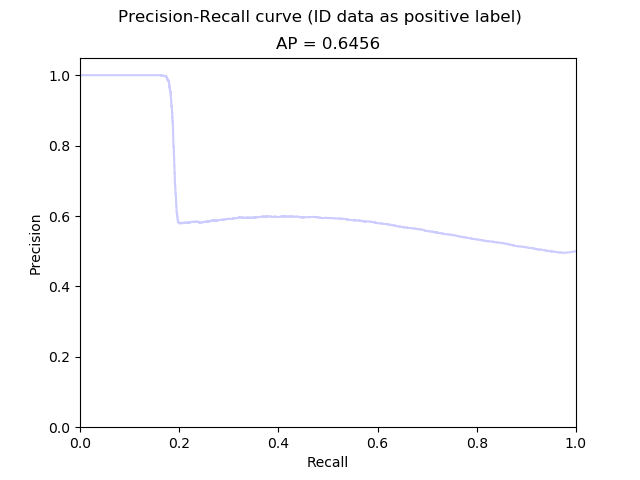 Precision-Recall curve (ID data as positive label)
AP = 0.6456
1.0
0.8
0.6
0.4
0.2
0.0
Precision
0.0 0.2 0.4 0.6 0.8 1.0
Recall